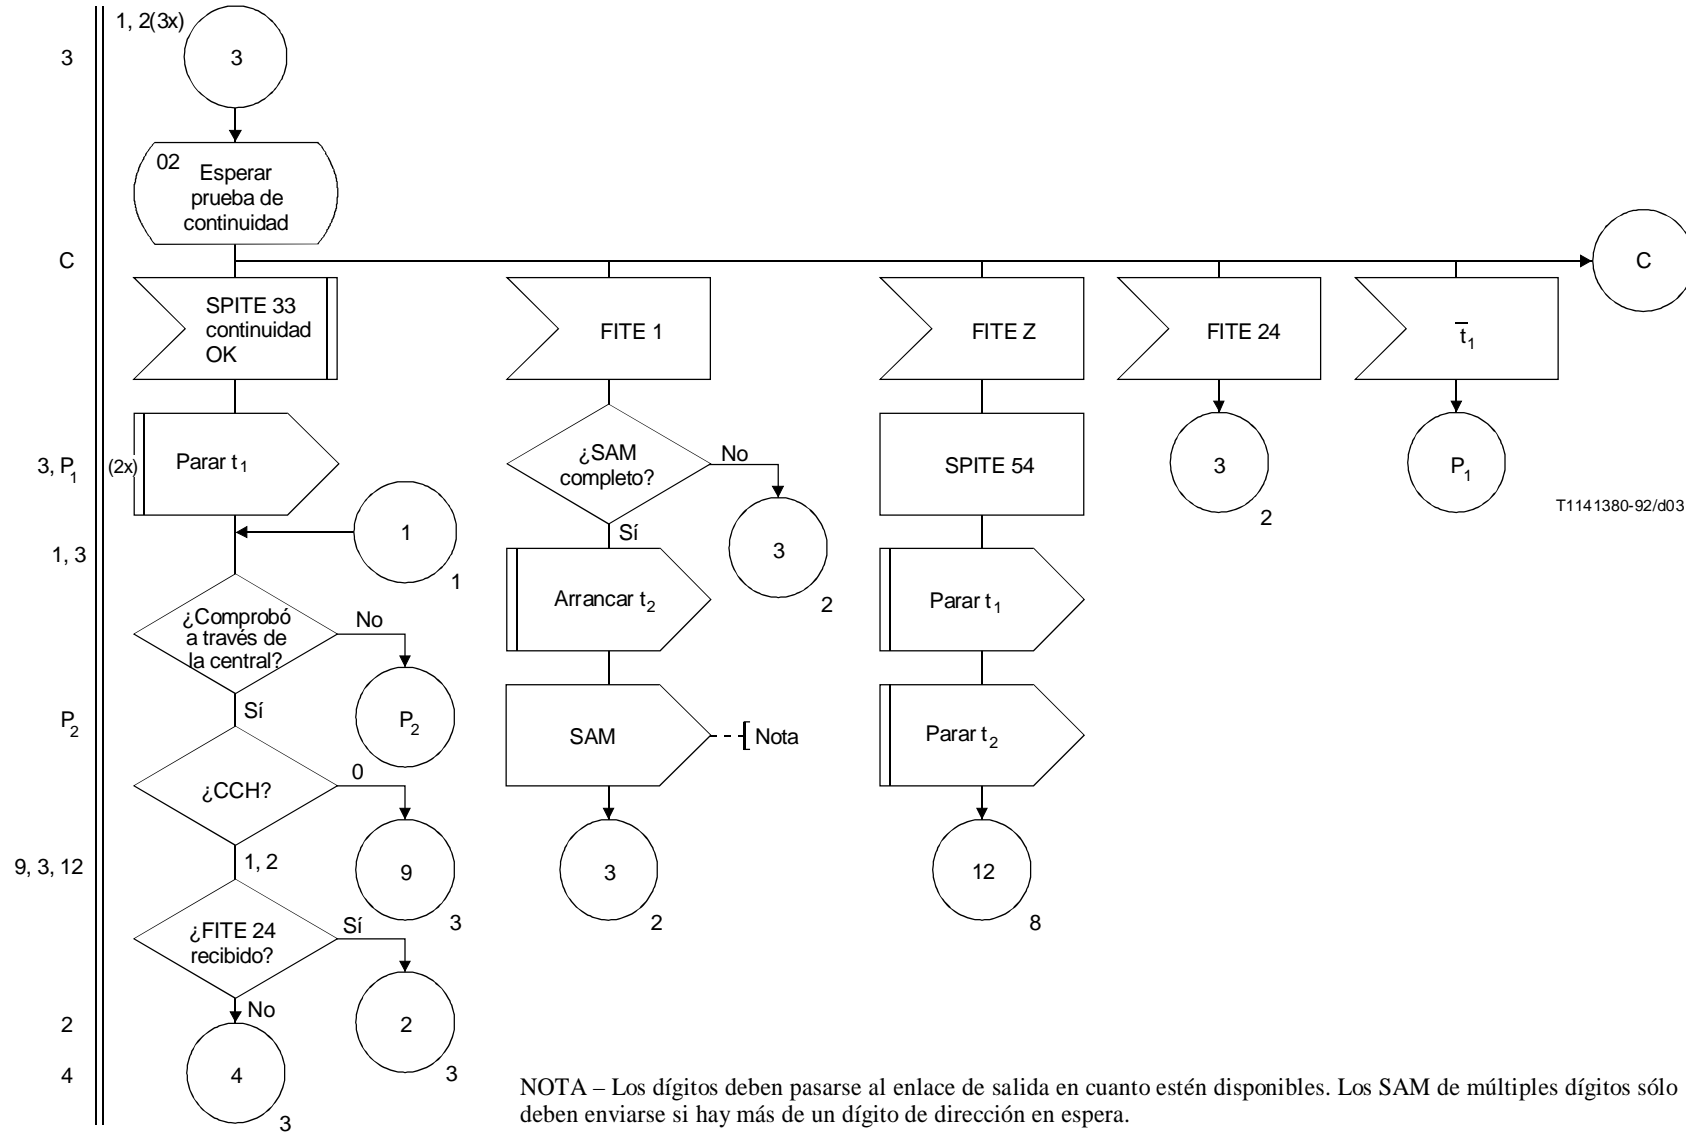 1, 2(3x)
3
3
02
Esperar
prueba de
continuidad
C
C
SPITE 33
continuidad
OK
FITE 1
FITE Z
FITE 24
t̅1
3, P1
(2x)
Parar t1
¿SAM
completo?
No
Sí
SPITE 54
3
2
P1
T1141380-92/d03
1
1
3
2
1, 3
Arrancar t2
Parar t1
¿Comprobó
a través de
la central?
No
Sí
P2
P2
SAM
Nota
Parar t2
¿CCH?
0
1, 2
9, 3, 12
9
3
3
2
12
8
¿FITE 24
recibido?
Sí
No
2
2
3
4
4
3
NOTA – Los dígitos deben pasarse al enlace de salida en cuanto estén disponibles. Los SAM de múltiples dígitos sólo
deben enviarse si hay más de un dígito de dirección en espera.